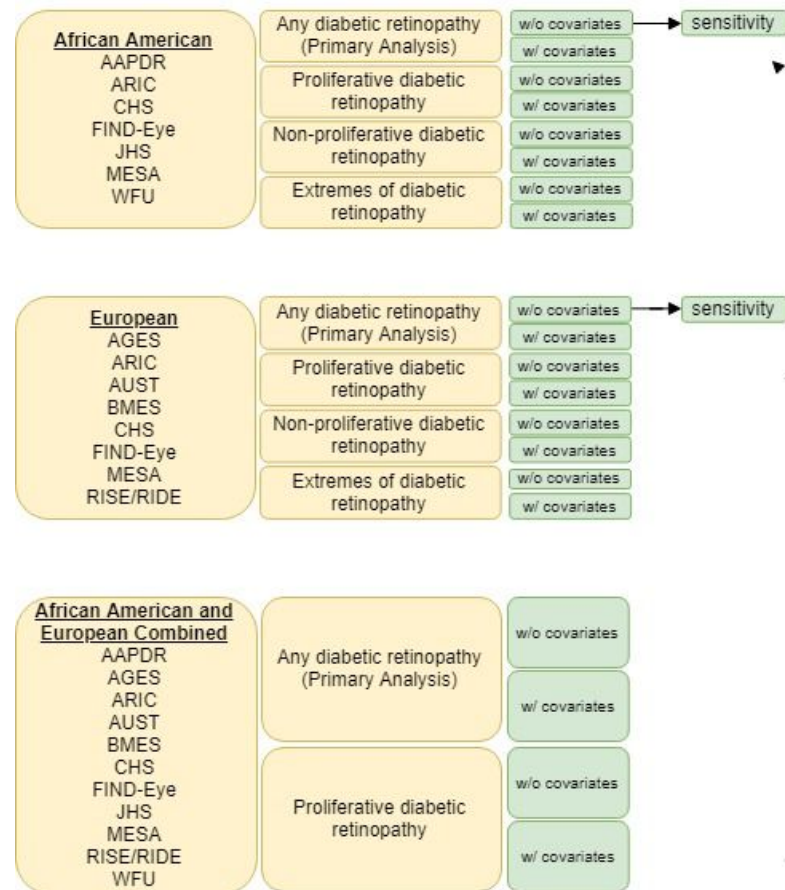 African American
AAPDR
ARIC
CHS
FIND-Eye
JHS
MESA
WFU
Any diabetic retinopathy
(Primary Analysis)
w/o covariates
sensitivity
w/ covariates
Proliferative diabetic
retinopathy
w/o covariates
w/ covariates
Non-proliferative diabetic
retinopathy
w/o covariates
w/ covariates
Extremes of diabetic
retinopathy
w/o covariates
w/ covariates
European
AGES
ARIC
AUST
BMES
CHS
FIND-Eye
MESA
RISE/RIDE
Any diabetic retinopathy
(Primary Analysis)
w/o covariates
sensitivity
w/ covariates
Proliferative diabetic
retinopathy
w/o covariates
w/ covariates
Non-proliferative diabetic
retinopathy
w/o covariates
w/ covariates
Extremes of diabetic
retinopathy
w/o covariates
w/ covariates
African American and
European Combined
AAPDR
AGES
ARIC
AUST
BMES
CHS
FIND-Eye
JHS
MESA
RISE/RIDE
WFU
Any diabetic retinopathy
(Primary Analysis)
w/o covariates
w/ covariates
Proliferative diabetic
retinopathy
w/o covariates
w/ covariates